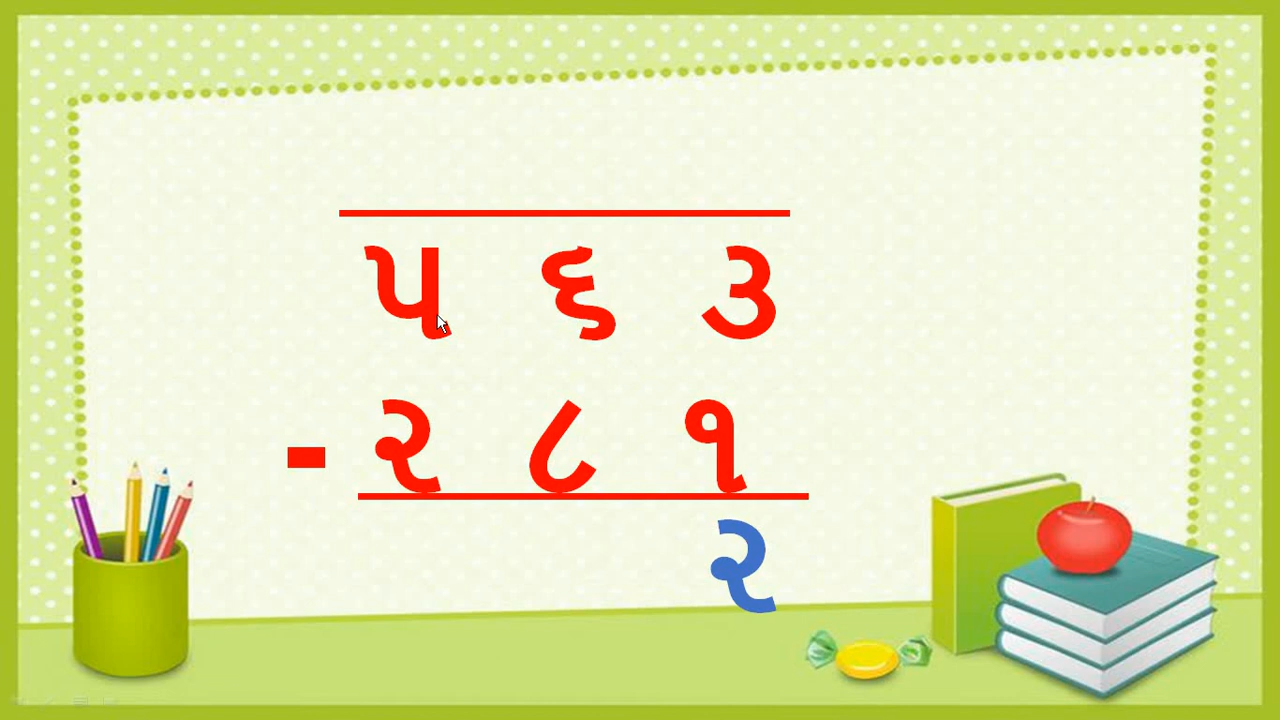 ૫ ૬ ૩
- ૨ ૮ ૧
૨